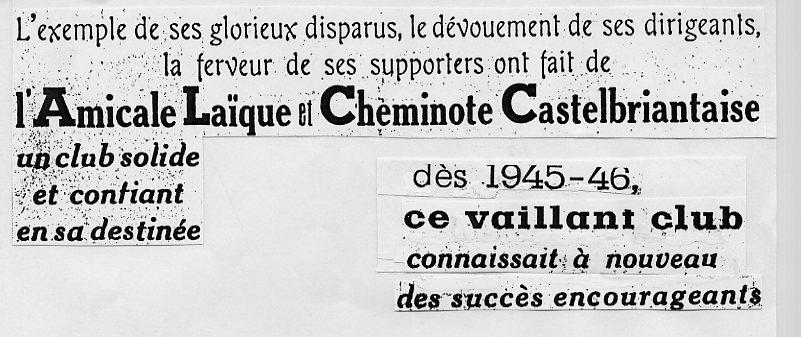 L'exemple de ses glorieux disparus, le dévouement de ses dirigeants,
la ferveur de ses supporters ont fait de
l'Amicale Laïque et Cheminote Castelbriantaise
un club solide
et confiant
en sa destinée
dès 1945-46,
ce vaillant club
connaissait à nouveau
des succès encourageants